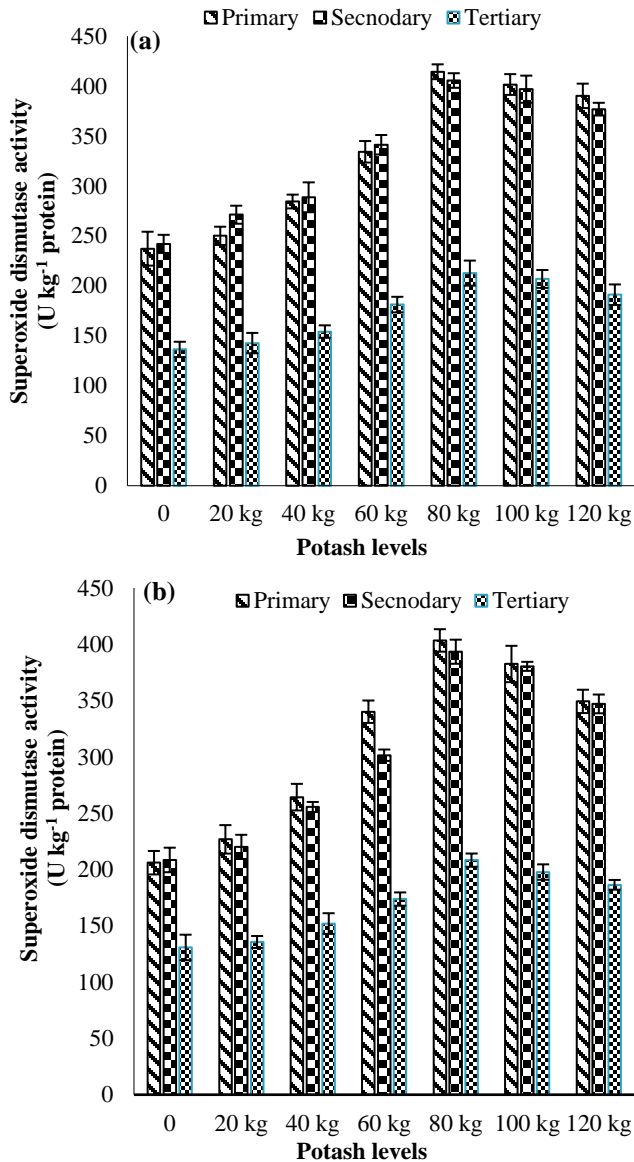 Primary Secnodary Tertiary
(a)
450
400
350
300
250
200
150
100
50
0
Superoxide dismutase activity
(U kg-1 protein)
0 20 kg 40 kg 60 kg 80 kg 100 kg 120 kg
Potash levels
(b)
Primary Secnodary Tertiary
450
400
350
300
250
200
150
100
50
0
Superoxide dismutase activity
(U kg-1 protein)
0 20 kg 40 kg 60 kg 80 kg 100 kg 120 kg
Potash levels